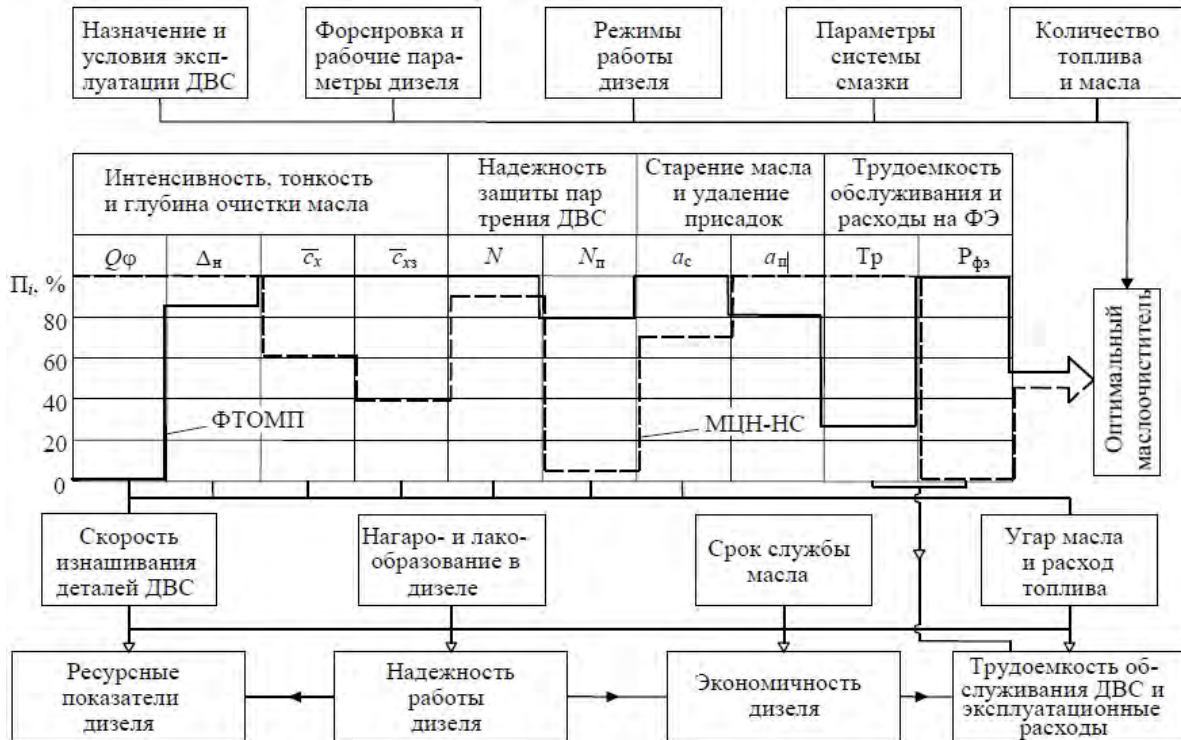 Назначение и
условия эксп-
луатации ДВС
Форсировка и
рабочие пара-
метры дизеля
Режимы
работы
дизеля
Параметры
системы
смазки
Количество
топлива
и масла
Интенсивность, тонкость
и глубина очистки масла
Надежность
защиты пар
трения ДВС
Старение масла
и удаление
присадок
Трудоемкость
обслуживания и
расходы на ФЭ
Qφ Δн c̅x c̅xз N Nп aс aп Тр Рфэ
Пi, %
80
60
40
20
0
ФТОМП
МЦН-НС
Оптимальный
маслоочиститель
Скорость
изнашивания
деталей ДВС
Нагаро- и лако-
образование в
дизеле
Срок службы
масла
Угар масла
и расход
топлива
Ресурсные
показатели
дизеля
Надежность
работы
дизеля
Экономичность
дизеля
Трудоемкость об-
служивания ДВС и
эксплуатационные
расходы